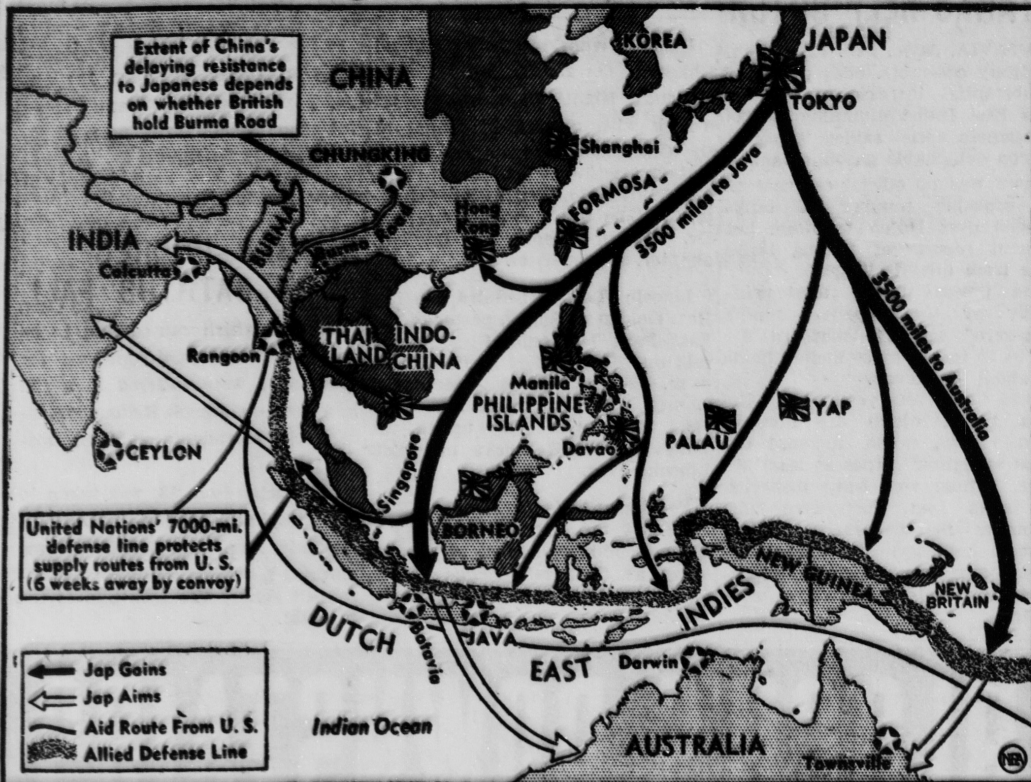 Extent of China's
delaying resistance
to Japanese depends
on whether British
hold Burma Road
CHINA
KOREA
JAPAN
TOKYO
Shanghai
CHUNGKING
FORMOSA
3500 miles to Java
Hong
Kong
Burma Road
BURMA
INDIA
Calcutta
Rangoon
THAI-
LAND
INDO-
CHINA
3500 miles to Australia
Manila
PHILIPPINE
ISLANDS
Davao
PALAU
YAP
CEYLON
Singapore
BORNEO
United Nations' 7000-mi.
defense line protects
supply routes from U. S.
(6 weeks away by convoy)
NEW GUINEA
NEW
BRITAIN
DUTCH
EAST
INDIES
Batavia
JAVA
Darwin
Jap Gains
Jap Aims
Aid Route From U. S.
Allied Defense Line
Indian Ocean
AUSTRALIA
Townsville
NEA